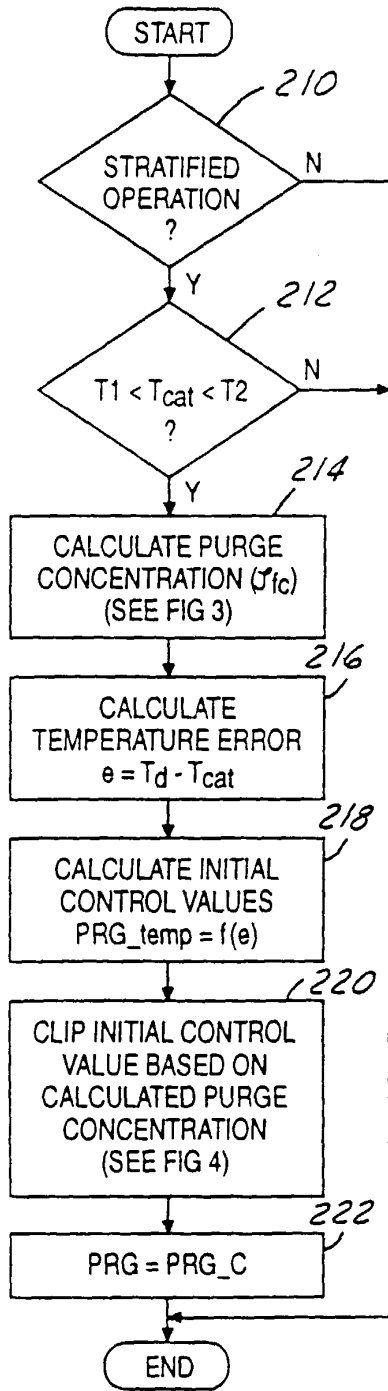 START
210
STRATIFIED
OPERATION
?
N
Y
212
T1 < Tcat < T2
?
N
Y
214
CALCULATE PURGE
CONCENTRATION (𝒥fc)
(SEE FIG 3)
216
CALCULATE
TEMPERATURE ERROR
e = Td - Tcat
218
CALCULATE INITIAL
CONTROL VALUES
PRG_temp = f(e)
220
CLIP INITIAL CONTROL
VALUE BASED ON
CALCULATED PURGE
CONCENTRATION
(SEE FIG 4)
222
PRG = PRG_C
END